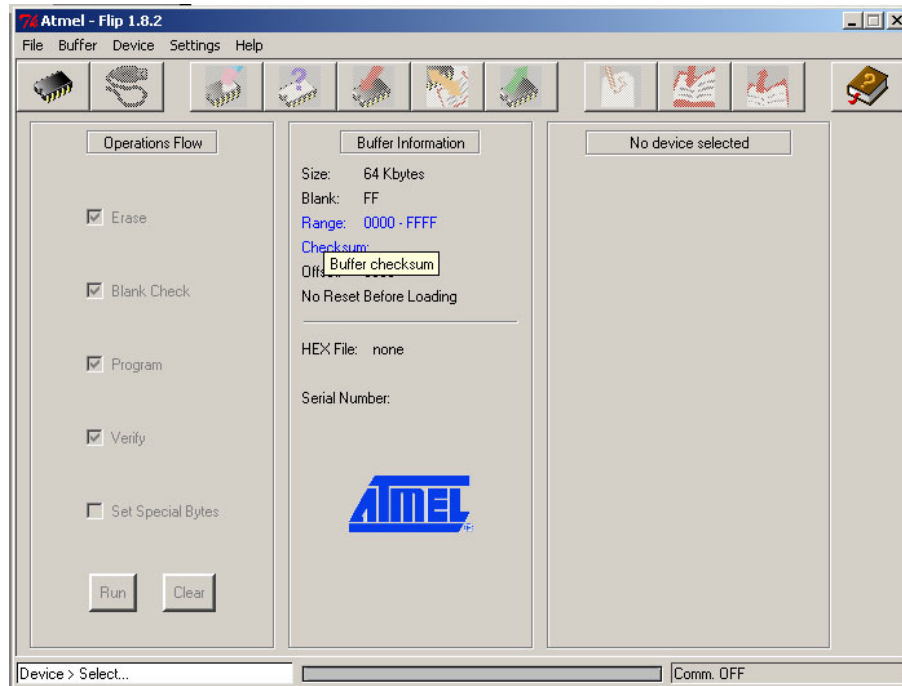 Atmel - Flip 1.8.2
File Buffer Device Settings Help
Operations Flow
Erase
Blank Check
Program
Verify
Set Special Bytes
Run Clear
Buffer Information
Size: 64 Kbytes
Blank: FF
Range: 0000 - FFFF
Checksum:
Buffer checksum
No Reset Before Loading
HEX File: none
Serial Number:
ATMEL
No device selected
Device > Select...
Comm. OFF